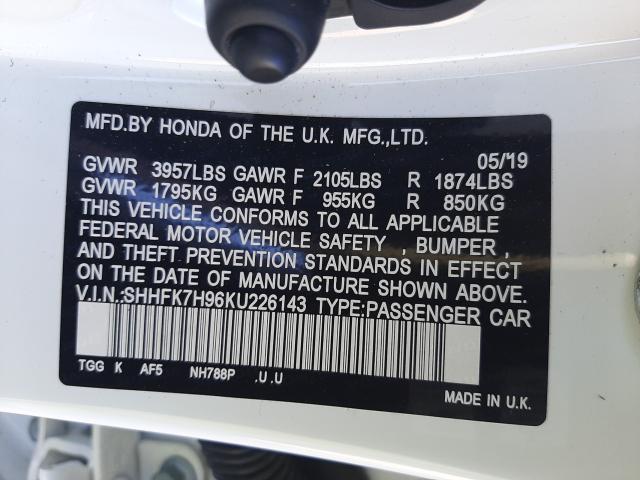 MFD.BY HONDA OF THE U.K. MFG.,LTD.
05/19
GVWR 3957LBS GAWR F 2105LBS R 1874LBS
GVWR 1795KG GAWR F 955KG R 850KG
THIS VEHICLE CONFORMS TO ALL APPLICABLE
FEDERAL MOTOR VEHICLE SAFETY , BUMPER ,
AND THEFT PREVENTION STANDARDS IN EFFECT
ON THE DATE OF MANUFACTURE SHOWN ABOVE.
V.I.N.:SHHFK7H96KU226143 TYPE:PASSENGER CAR
TGG K AF5 NH788P .U .U
MADE IN U.K.